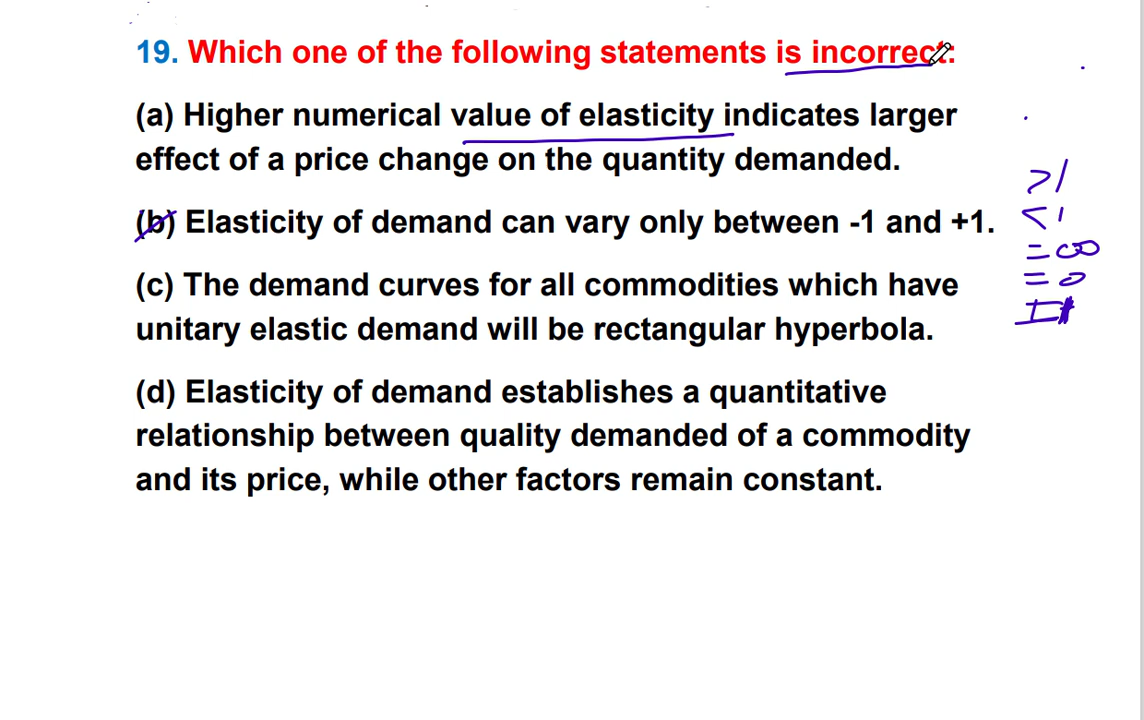 19. Which one of the following statements is incorrect:
(a) Higher numerical value of elasticity indicates larger
effect of a price change on the quantity demanded.
(b) Elasticity of demand can vary only between -1 and +1.
(c) The demand curves for all commodities which have
unitary elastic demand will be rectangular hyperbola.
(d) Elasticity of demand establishes a quantitative
relationship between quality demanded of a commodity
and its price, while other factors remain constant.
>1
<1
=∞
=0